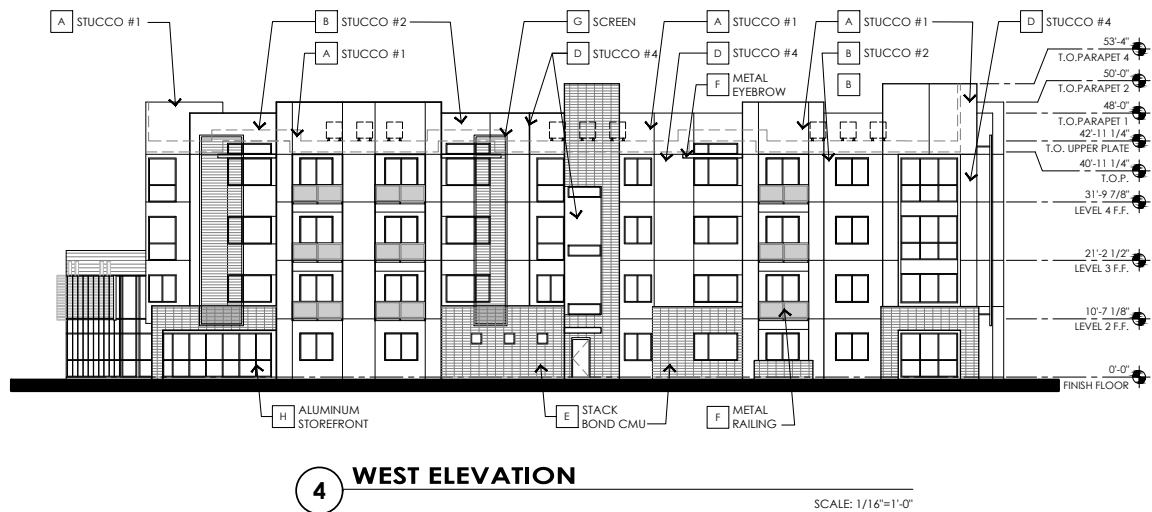 A STUCCO #1
B STUCCO #2
A STUCCO #1
G SCREEN
D STUCCO #4
A STUCCO #1
D STUCCO #4
F METAL
EYEBROW
A STUCCO #1
B STUCCO #2
B
D STUCCO #4
53'-4"
T.O.PARAPET 4
50'-0"
T.O.PARAPET 2
48'-0"
T.O.PARAPET 1
42'-11 1/4"
T.O. UPPER PLATE
40'-11 1/4"
T.O.P.
31'-9 7/8"
LEVEL 4 F.F.
21'-2 1/2"
LEVEL 3 F.F.
10'-7 1/8"
LEVEL 2 F.F.
0'-0"
FINISH FLOOR
H ALUMINUM
STOREFRONT
E STACK
BOND CMU
F METAL
RAILING
4 WEST ELEVATION
SCALE: 1/16"=1'-0"